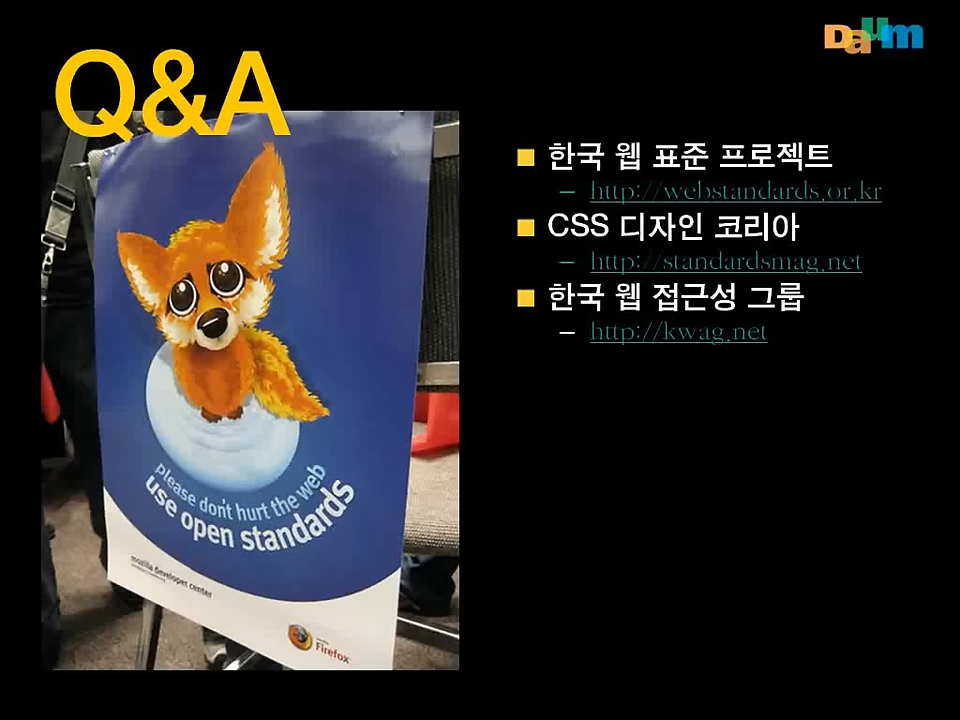 Daum
Q&A
한국 웹 표준 프로젝트
http://webstandards.or.kr
CSS 디자인 코리아
http://standardsmag.net
한국 웹 접근성 그룹
http://kwag.net
please don't hurt the web
use open standards
mozilla developer center
Firefox